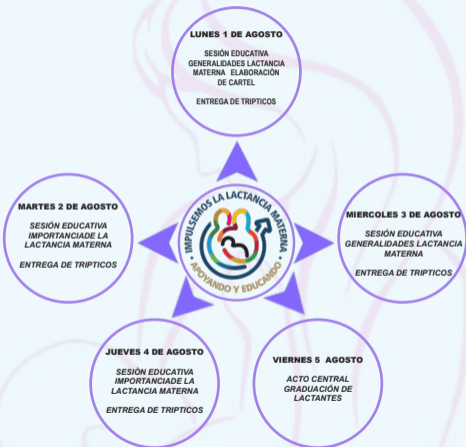 LUNES 1 DE AGOSTO
SESIÓN EDUCATIVA
GENERALIDADES LACTANCIA
MATERNA ELABORACIÓN
DE CARTEL
ENTREGA DE TRIPTICOS
MARTES 2 DE AGOSTO
SESIÓN EDUCATIVA
IMPORTANCIADE LA
LACTANCIA MATERNA
ENTREGA DE TRIPTICOS
IMPULSEMOS LA LACTANCIA MATERNA
• APOYANDO Y EDUCANDO •
MIERCOLES 3 DE AGOSTO
SESIÓN EDUCATIVA
GENERALIDADES LACTANCIA
MATERNA
ENTREGA DE TRIPTICOS
JUEVES 4 DE AGOSTO
SESIÓN EDUCATIVA
IMPORTANCIADE LA
LACTANCIA MATERNA
ENTREGA DE TRIPTICOS
VIERNES 5 AGOSTO
ACTO CENTRAL
GRADUACIÓN DE
LACTANTES